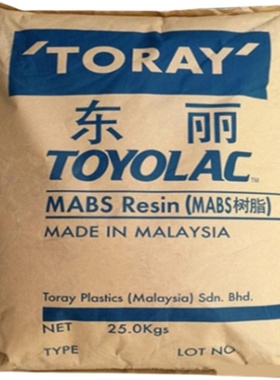 'TORAY'
东丽
TOYOLAC™
MABS Resin (MABS树脂)
MADE IN MALAYSIA
Toray Plastics (Malaysia) Sdn. Bhd.
NET 25.0Kgs
TYPE LOT NO